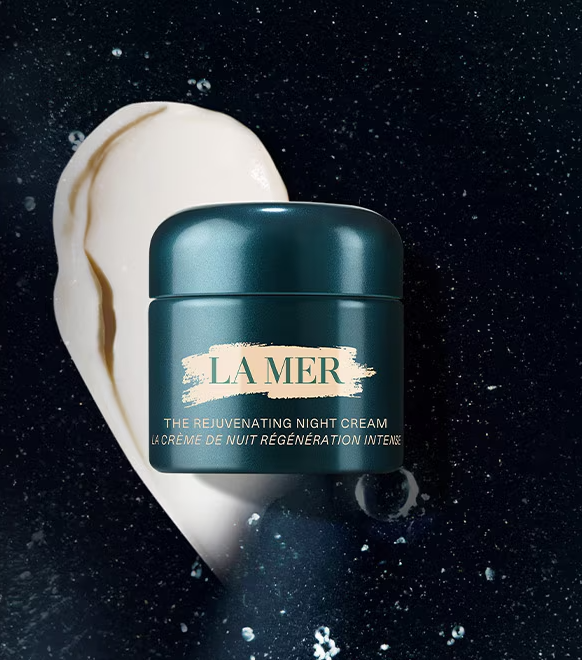 LA MER
THE REJUVENATING NIGHT CREAM
LA CRÈME DE NUIT RÉGÉNÉRATION INTENSE